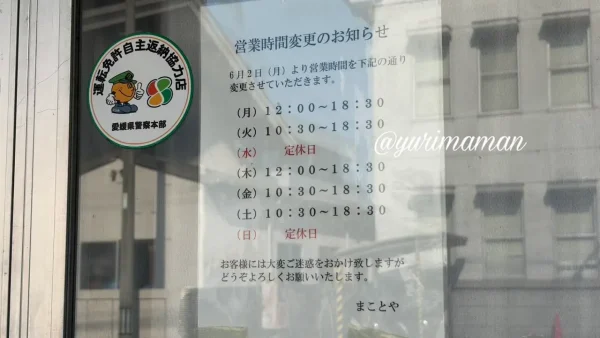 運転免許自主返納協力店
愛媛県警察本部
営業時間変更のお知らせ
6月2日（月）より営業時間を下記の通り
変更させていただきます。
（月）12：00～18：30
（火）10：30～18：30
（水）　定休日
（木）12：00～18：30
（金）10：30～18：30
（土）10：30～18：30
（日）　定休日
お客様には大変ご迷惑をおかけ致しますが
どうぞよろしくお願いいたします。
まことや
@yurimaman